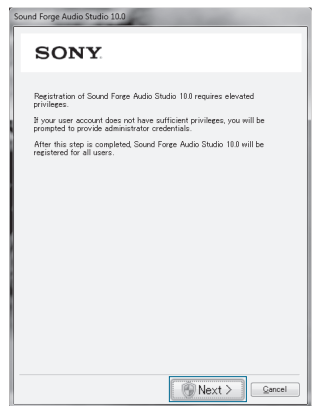 Sound Forge Audio Studio 10.0
SONY
Registration of Sound Forge Audio Studio 10.0 requires elevated
privileges.
If your user account does not have sufficient privileges, you will be
prompted to provide administrator credentials.
After this step is completed, Sound Forge Audio Studio 10.0 will be
registered for all users.
Next >
Cancel